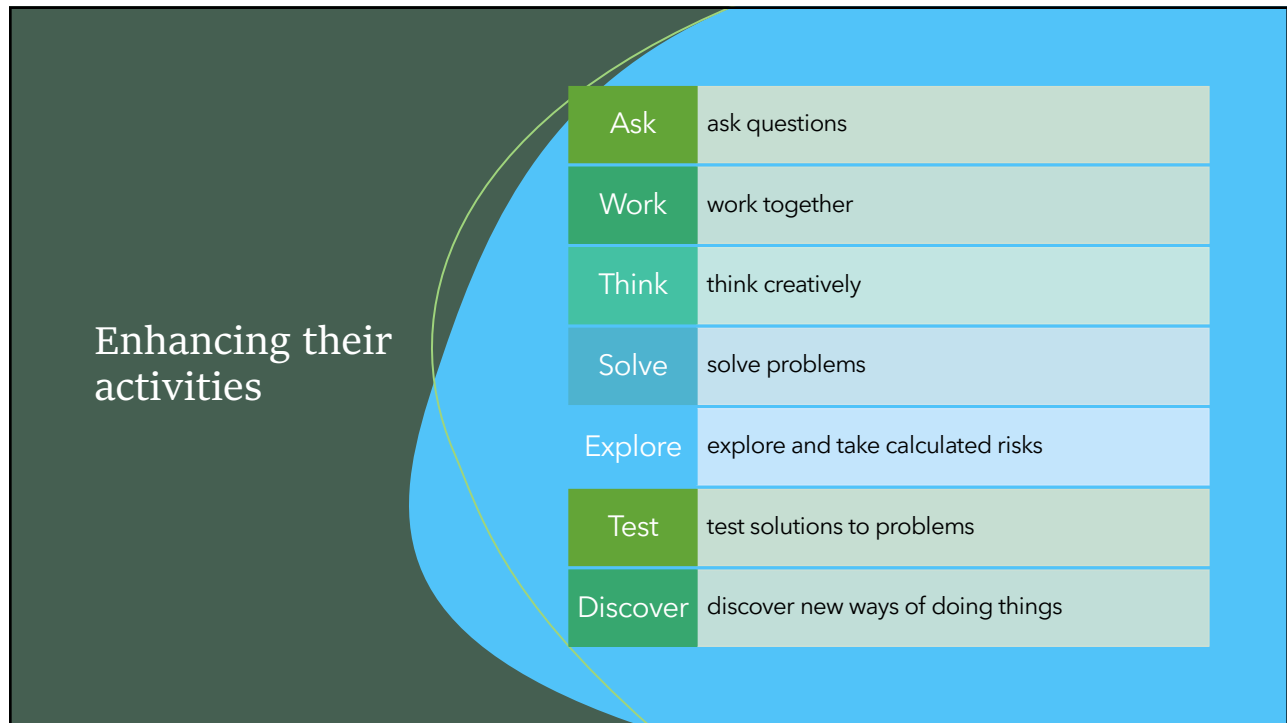 Enhancing their
activities
Ask
ask questions
Work
work together
Think
think creatively
Solve
solve problems
Explore
explore and take calculated risks
Test
test solutions to problems
Discover
discover new ways of doing things